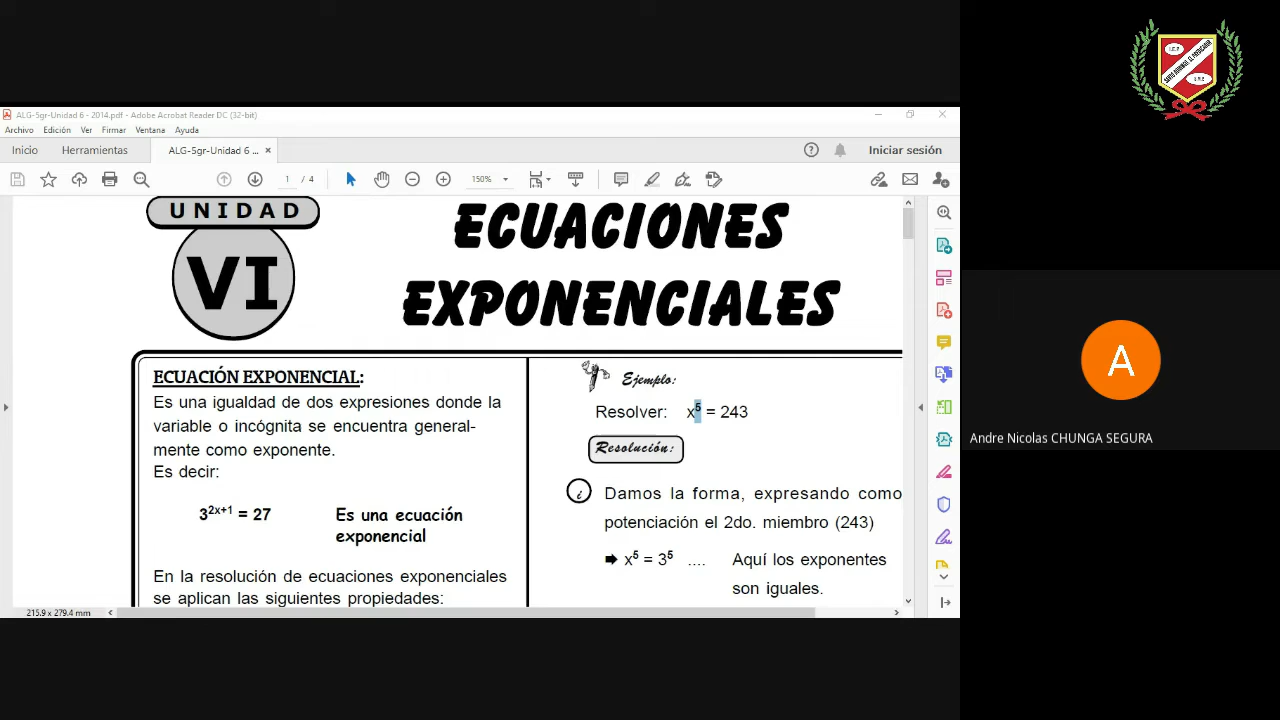 ALG-5gr-Unidad 6 - 2014.pdf - Adobe Acrobat Reader DC (32-bit)
Archivo Edición Ver Firmar Ventana Ayuda
Inicio Herramientas ALG-5gr-Unidad 6 ... × Iniciar sesión
1 / 4 150%
UNIDAD
VI
ECUACIONES
EXPONENCIALES
ECUACIÓN EXPONENCIAL:
Es una igualdad de dos expresiones donde la
variable o incógnita se encuentra general-
mente como exponente.
Es decir:
3^{2x+1} = 27 Es una ecuación
exponencial
En la resolución de ecuaciones exponenciales
se aplican las siguientes propiedades:
Ejemplo:
Resolver: x⁵ = 243
Resolución:
i Damos la forma, expresando como
potenciación el 2do. miembro (243)
➡ x⁵ = 3⁵ .... Aquí los exponentes
son iguales.
215.9 x 279.4 mm
A
Andre Nicolas CHUNGA SEGURA